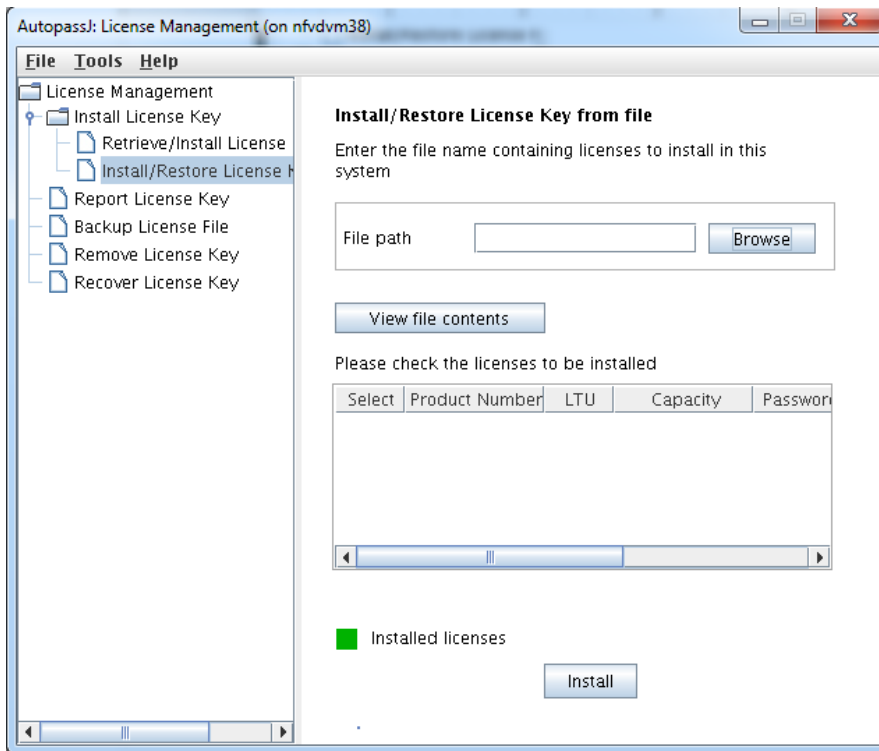 AutopassJ: License Management (on nfvdvm38)
File Tools Help
License Management
Install License Key
Retrieve/Install License
Install/Restore License K
Report License Key
Backup License File
Remove License Key
Recover License Key
Install/Restore License Key from file
Enter the file name containing licenses to install in this
system
File path
Browse
View file contents
Please check the licenses to be installed
Select Product Number LTU Capacity Password
Installed licenses
Install